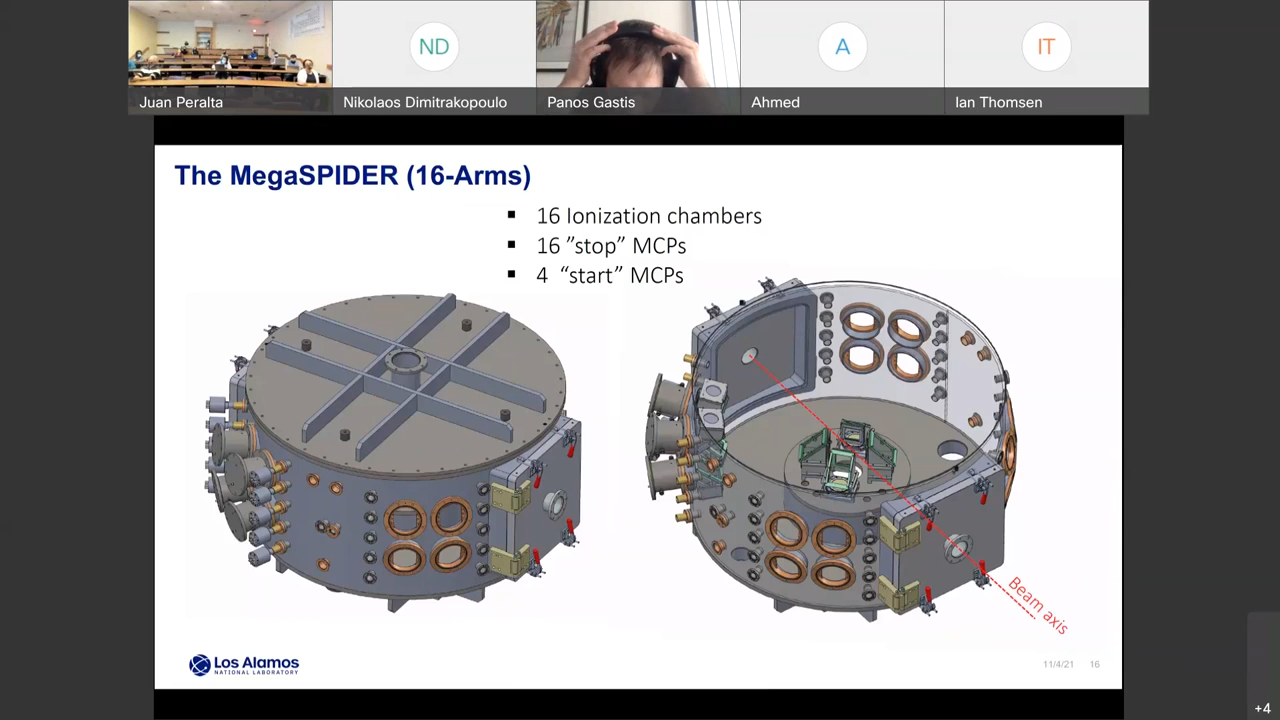 ND
A
IT
Juan Peralta
Nikolaos Dimitrakopoulo
Panos Gastis
Ahmed
Ian Thomsen
The MegaSPIDER (16-Arms)
▪ 16 Ionization chambers
▪ 16 ”stop” MCPs
▪ 4 “start” MCPs
Beam axis
Los Alamos
NATIONAL LABORATORY
11/4/21 16
+4